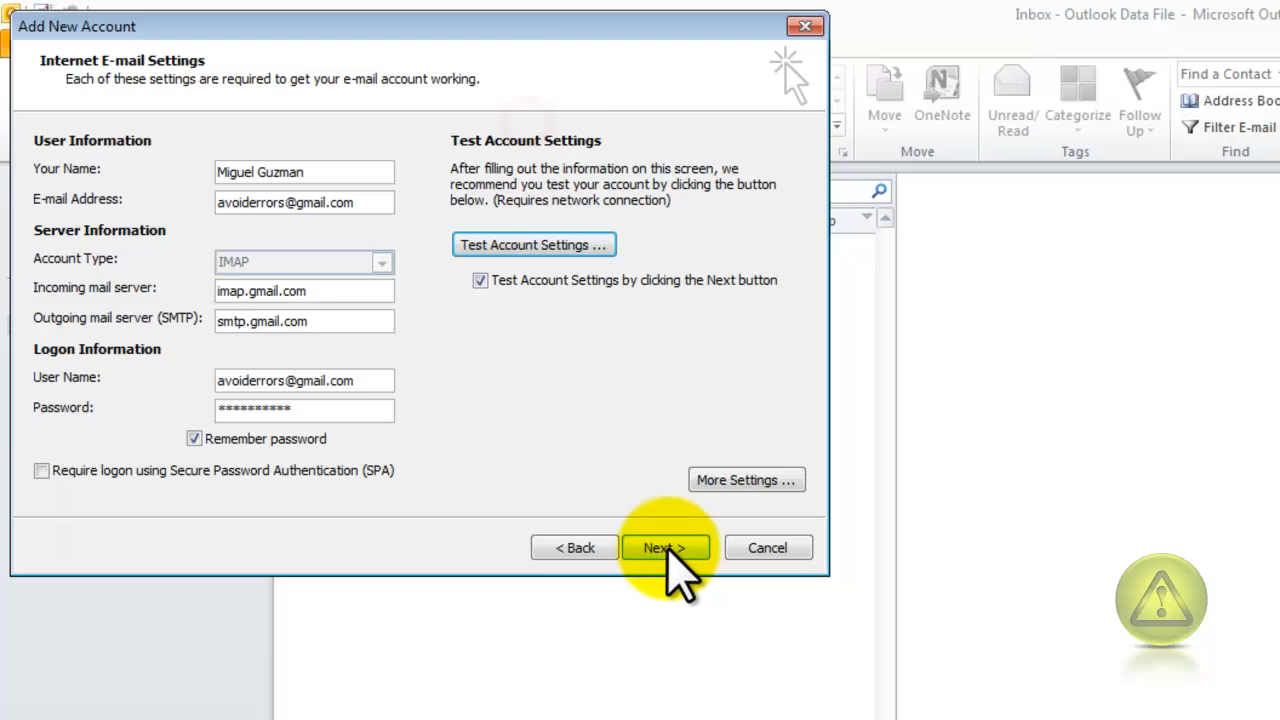 Inbox - Outlook Data File - Microsoft
Add New Account
Internet E-mail Settings
Each of these settings are required to get your e-mail account working.
User Information
Your Name:
Miguel Guzman
E-mail Address:
avoiderrors@gmail.com
Server Information
Account Type:
IMAP
Incoming mail server:
imap.gmail.com
Outgoing mail server (SMTP):
smtp.gmail.com
Logon Information
User Name:
avoiderrors@gmail.com
Password:
**********
Remember password
Require logon using Secure Password Authentication (SPA)
Test Account Settings
After filling out the information on this screen, we
recommend you test your account by clicking the button
below. (Requires network connection)
Test Account Settings ...
Test Account Settings by clicking the Next button
More Settings ...
< Back
Next >
Cancel
Move
OneNote
Unread/
Read
Categorize
Follow
Up
Find a Contact
Address Boo
Filter E-mail
Move
Tags
Find